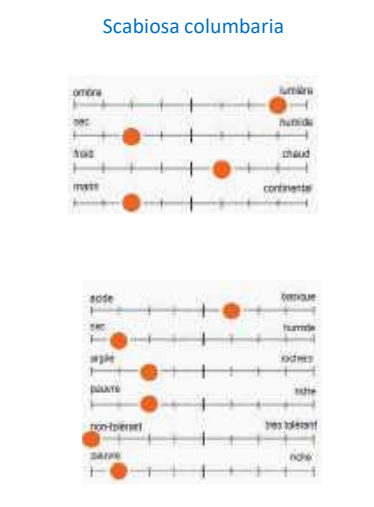 Scabiosa columbaria
ombre lumière
sec humide
froid chaud
marin continental
acide basique
sec humide
argile rochers
pauvre riche
non-tolérant très tolérant
pauvre riche